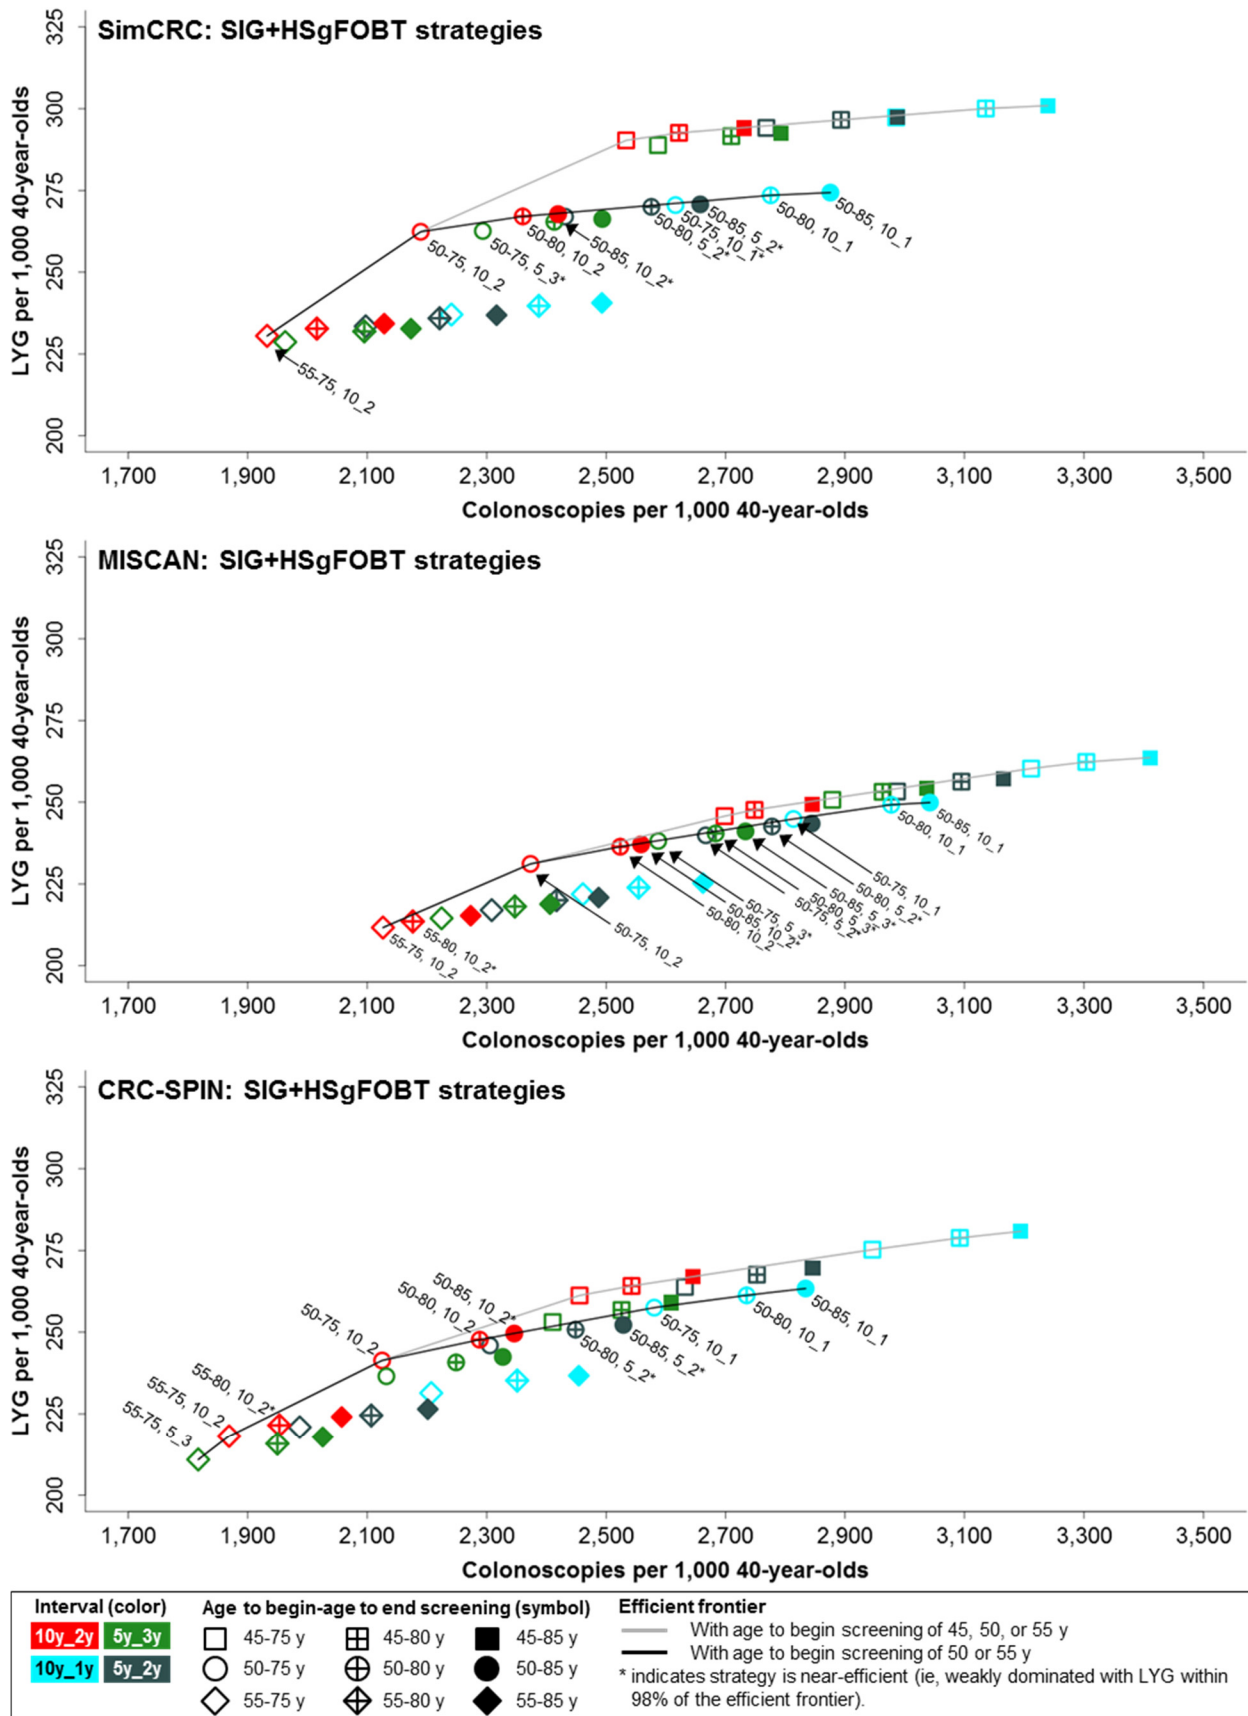 SimCRC: SIG+HSgFOBT strategies
LYG per 1,000 40-year-olds
325
300
275
250
225
200
55-75, 10_2
50-75, 10_2
50-75, 5_3*
50-80, 10_2
50-85, 10_2*
50-80, 5_2*
50-75, 10_1*
50-85, 5_2*
50-80, 10_1
50-85, 10_1
1,700 1,900 2,100 2,300 2,500 2,700 2,900 3,100 3,300 3,500
Colonoscopies per 1,000 40-year-olds
MISCAN: SIG+HSgFOBT strategies
LYG per 1,000 40-year-olds
325
300
275
250
225
200
55-75, 10_2
55-80, 10_2*
50-75, 10_2
50-80, 10_2
50-85, 10_2*
50-75, 5_3*
50-75, 5_2*
50-80, 5_3*
50-85, 5_3*
50-80, 5_2*
50-75, 10_1
50-80, 10_1
50-85, 10_1
1,700 1,900 2,100 2,300 2,500 2,700 2,900 3,100 3,300 3,500
Colonoscopies per 1,000 40-year-olds
CRC-SPIN: SIG+HSgFOBT strategies
LYG per 1,000 40-year-olds
325
300
275
250
225
200
55-75, 5_3
55-75, 10_2
55-80, 10_2*
50-75, 10_2
50-80, 10_2
50-85, 10_2*
50-80, 5_2*
50-85, 5_2*
50-75, 10_1
50-80, 10_1
50-85, 10_1
1,700 1,900 2,100 2,300 2,500 2,700 2,900 3,100 3,300 3,500
Colonoscopies per 1,000 40-year-olds
Interval (color)
10y_2y 5y_3y
10y_1y 5y_2y
Age to begin-age to end screening (symbol)
45-75 y 45-80 y 45-85 y
50-75 y 50-80 y 50-85 y
55-75 y 55-80 y 55-85 y
Efficient frontier
With age to begin screening of 45, 50, or 55 y
With age to begin screening of 50 or 55 y
* indicates strategy is near-efficient (ie, weakly dominated with LYG within
98% of the efficient frontier).